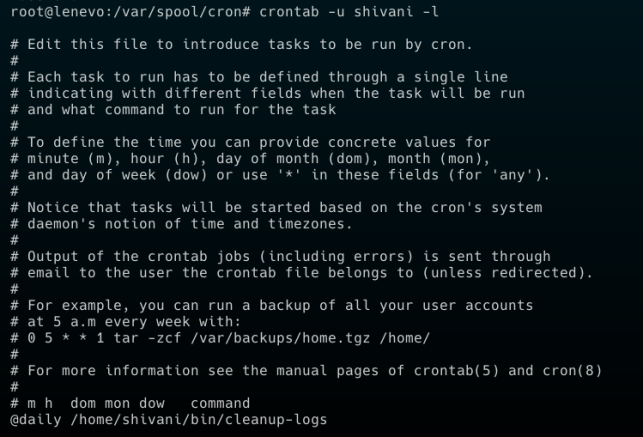 root@lenevo:/var/spool/cron# crontab -u shivani -l

# Edit this file to introduce tasks to be run by cron.
#
# Each task to run has to be defined through a single line
# indicating with different fields when the task will be run
# and what command to run for the task
#
# To define the time you can provide concrete values for
# minute (m), hour (h), day of month (dom), month (mon),
# and day of week (dow) or use '*' in these fields (for 'any').
#
# Notice that tasks will be started based on the cron's system
# daemon's notion of time and timezones.
#
# Output of the crontab jobs (including errors) is sent through
# email to the user the crontab file belongs to (unless redirected).
#
# For example, you can run a backup of all your user accounts
# at 5 a.m every week with:
# 0 5 * * 1 tar -zcf /var/backups/home.tgz /home/
#
# For more information see the manual pages of crontab(5) and cron(8)
#
# m h  dom mon dow   command
@daily /home/shivani/bin/cleanup-logs